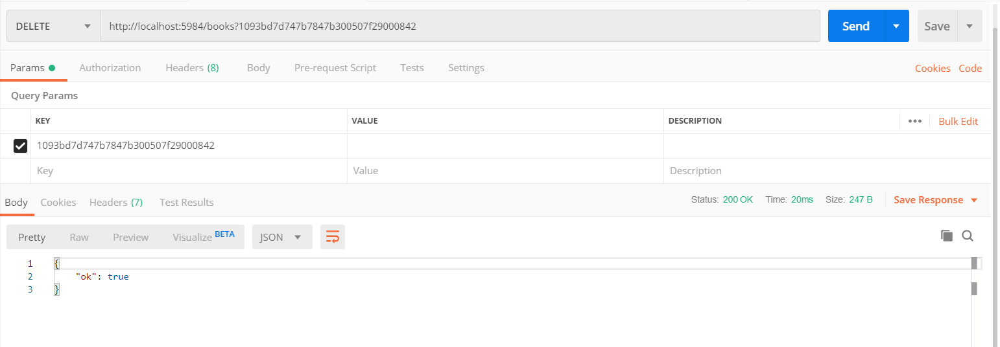 DELETE http://localhost:5984/books?1093bd7d747b7847b300507f29000842 Send Save
Params Authorization Headers (8) Body Pre-request Script Tests Settings Cookies Code
Query Params
KEY VALUE DESCRIPTION ••• Bulk Edit
1093bd7d747b7847b300507f29000842
Key Value Description
Body Cookies Headers (7) Test Results Status: 200 OK Time: 20ms Size: 247 B Save Response
Pretty Raw Preview Visualize BETA JSON
1 {
2 "ok": true
3 }